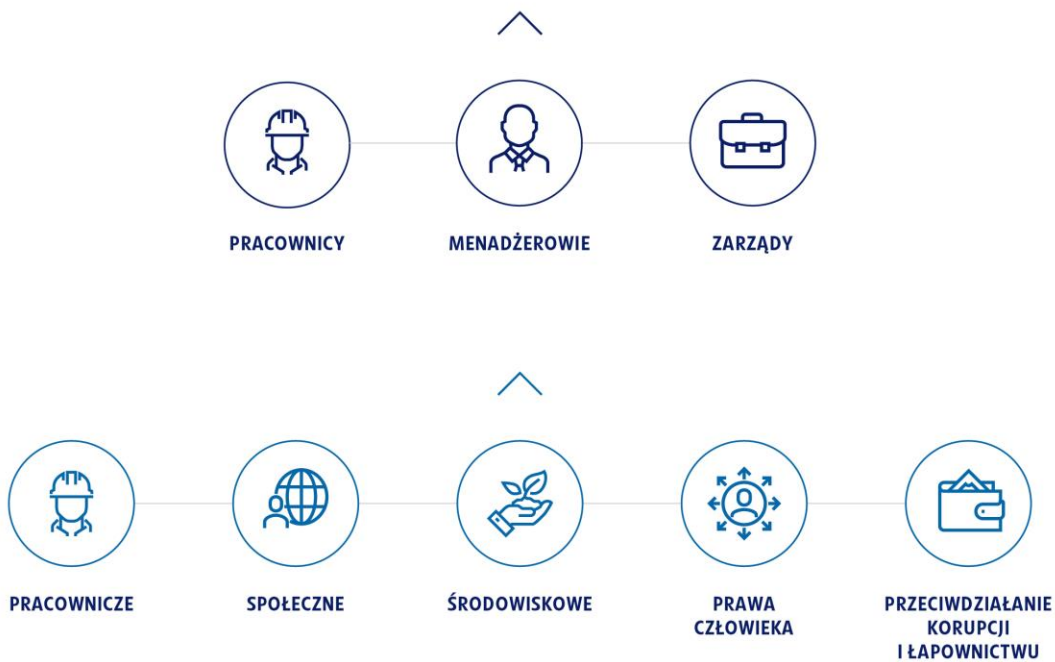 PRACOWNICY
MENADŻEROWIE
ZARZĄDY
PRACOWNICZE
SPOŁECZNE
ŚRODOWISKOWE
PRAWA
CZŁOWIEKA
PRZECIWDZIAŁANIE
KORUPCJI
I ŁAPOWNICTWU